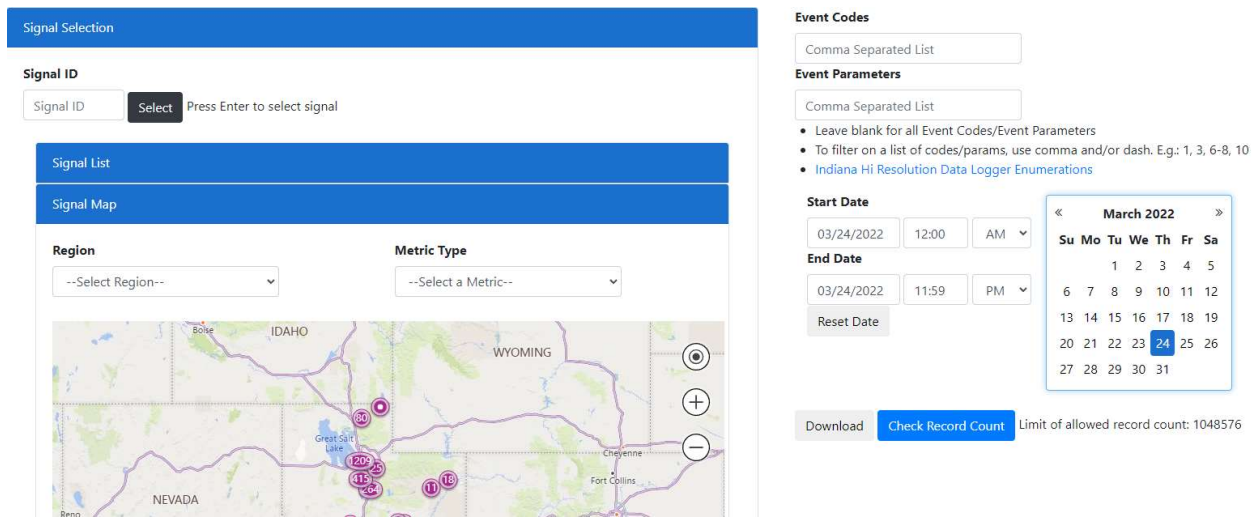 Signal Selection
Signal ID
Signal ID Select Press Enter to select signal
Signal List
Signal Map
Region Metric Type
--Select Region-- --Select a Metric--
Boise IDAHO
WYOMING
80
Great Salt
Lake
1209 25
415 264
11 18
Cheyenne
Fort Collins
NEVADA
Reno
Event Codes
Comma Separated List
Event Parameters
Comma Separated List
• Leave blank for all Event Codes/Event Parameters
• To filter on a list of codes/params, use comma and/or dash. E.g.: 1, 3, 6-8, 10
• Indiana Hi Resolution Data Logger Enumerations
Start Date
03/24/2022 12:00 AM
End Date
03/24/2022 11:59 PM
Reset Date
« March 2022 »
Su Mo Tu We Th Fr Sa
1 2 3 4 5
6 7 8 9 10 11 12
13 14 15 16 17 18 19
20 21 22 23 24 25 26
27 28 29 30 31
Download Check Record Count Limit of allowed record count: 1048576